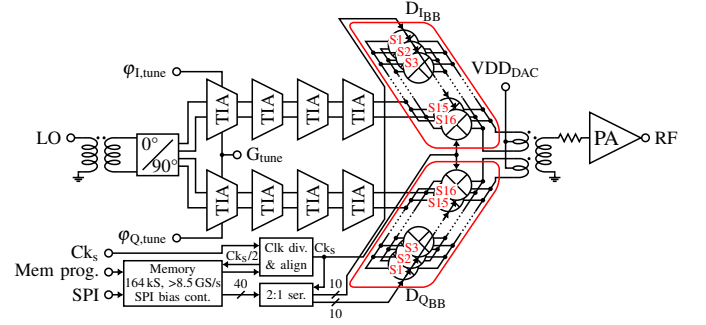 D_IBB
S1
S2
S3
S15
S16
φ_I,tune
VDD_DAC
TIA TIA TIA TIA
LO
0°
90°
G_tune
PA
RF
TIA TIA TIA TIA
S16
S15
S3
S2
S1
φ_Q,tune
Ck_s
Clk div.
& align
Ck_s
Ck_s/2
Mem prog.
Memory
164 kS, >8.5 GS/s
SPI bias cont.
SPI
40
2:1 ser.
10
10
D_QBB